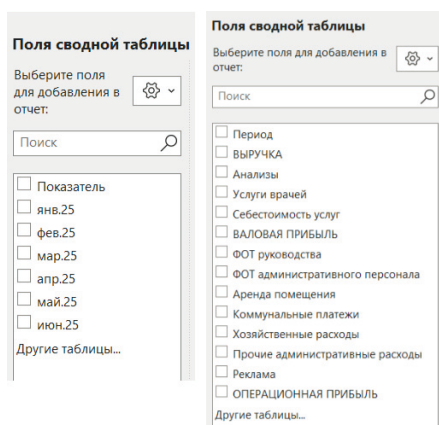 Поля сводной таблицы
Выберите поля
для добавления в
отчет:
Поиск
Показатель
янв.25
фев.25
мар.25
апр.25
май.25
июн.25
Другие таблицы...
Поля сводной таблицы
Выберите поля для добавления в
отчет:
Поиск
Период
ВЫРУЧКА
Анализы
Услуги врачей
Себестоимость услуг
ВАЛОВАЯ ПРИБЫЛЬ
ФОТ руководства
ФОТ административного персонала
Аренда помещения
Коммунальные платежи
Хозяйственные расходы
Прочие административные расходы
Реклама
ОПЕРАЦИОННАЯ ПРИБЫЛЬ
Другие таблицы...